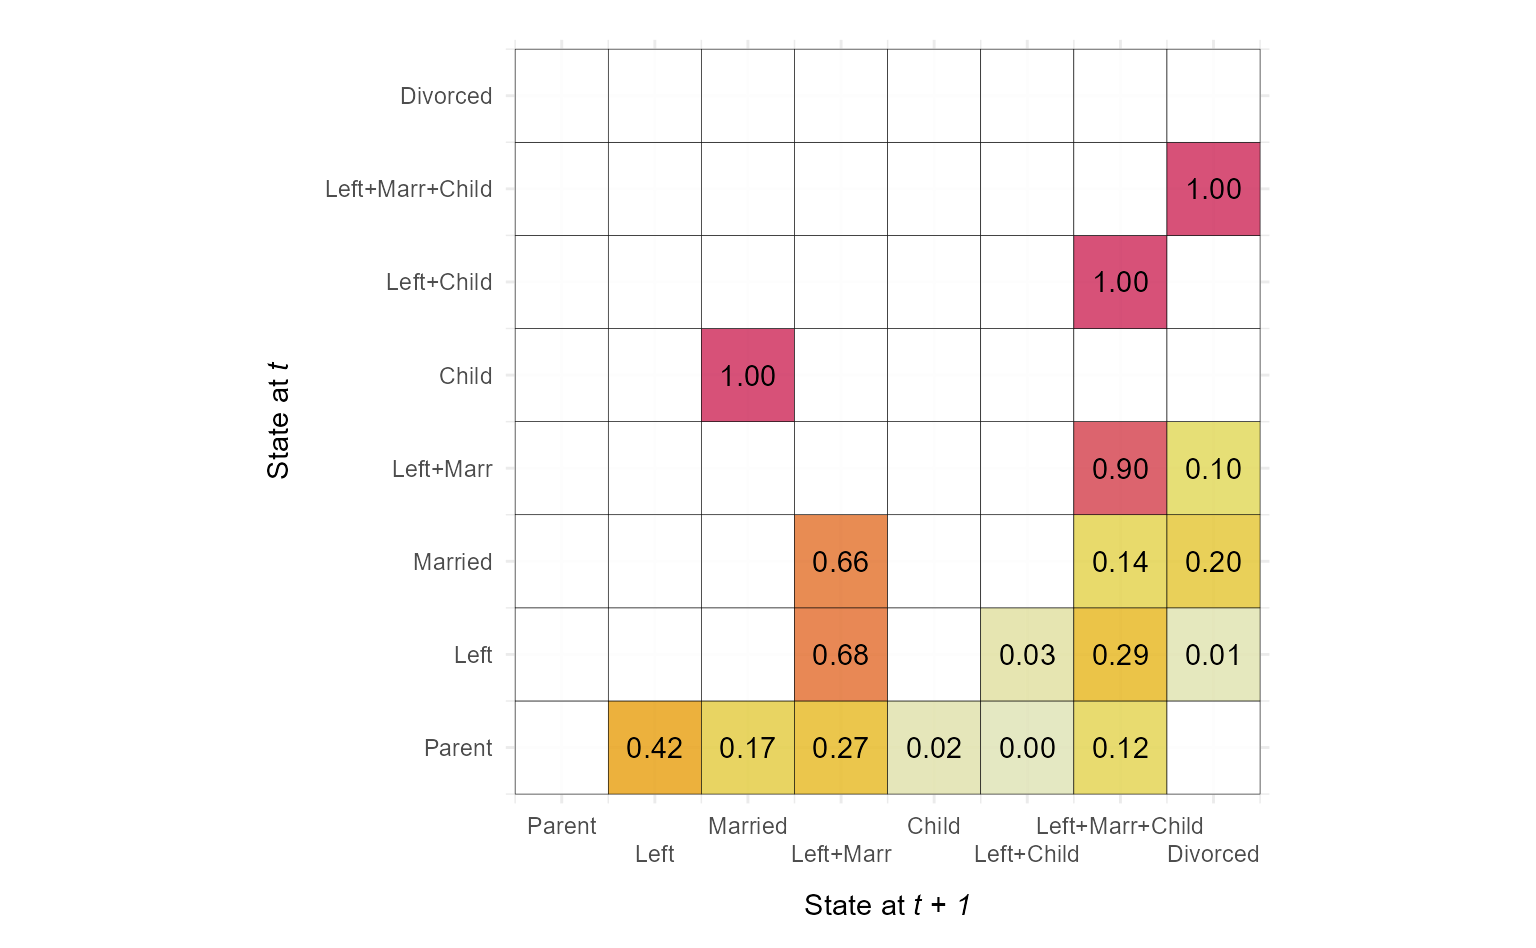 Divorced
Left+Marr+Child 1.00
Left+Child 1.00
Child 1.00
Left+Marr 0.90 0.10
Married 0.66 0.14 0.20
Left 0.68 0.03 0.29 0.01
Parent 0.42 0.17 0.27 0.02 0.00 0.12
State at t
Parent Married Child Left+Marr+Child
Left Left+Marr Left+Child Divorced
State at t + 1